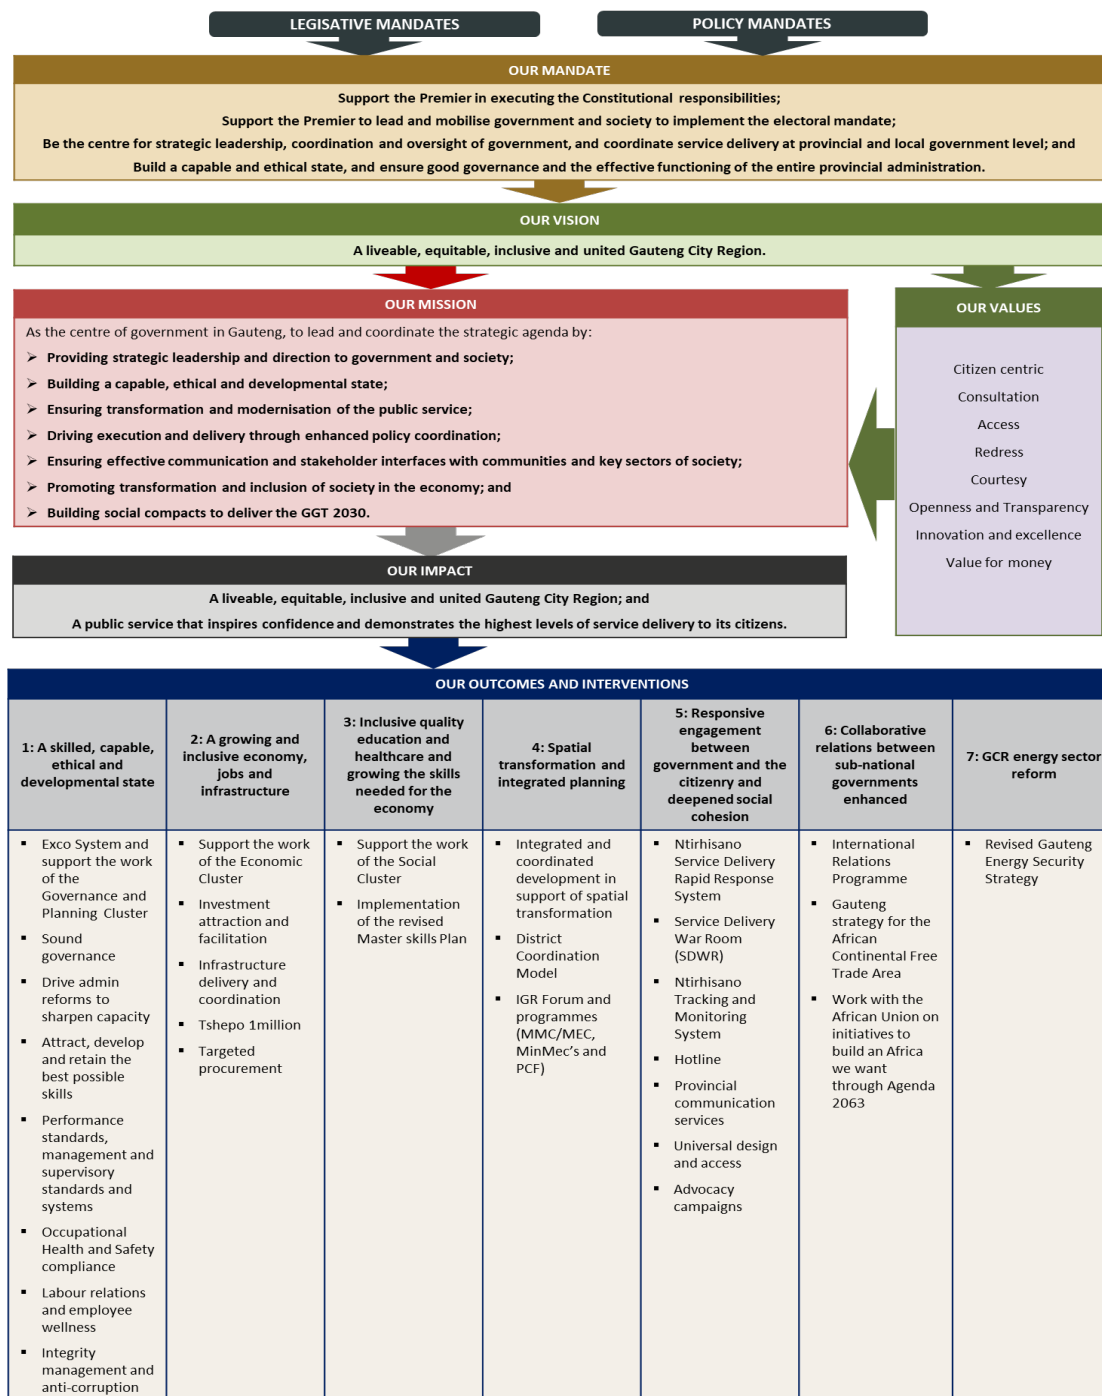 LEGISATIVE MANDATES
POLICY MANDATES
OUR MANDATE
Support the Premier in executing the Constitutional responsibilities;
Support the Premier to lead and mobilise government and society to implement the electoral mandate;
Be the centre for strategic leadership, coordination and oversight of government, and coordinate service delivery at provincial and local government level; and
Build a capable and ethical state, and ensure good governance and the effective functioning of the entire provincial administration.
OUR VISION
A liveable, equitable, inclusive and united Gauteng City Region.
OUR MISSION
As the centre of government in Gauteng, to lead and coordinate the strategic agenda by:
➢ Providing strategic leadership and direction to government and society;
➢ Building a capable, ethical and developmental state;
➢ Ensuring transformation and modernisation of the public service;
➢ Driving execution and delivery through enhanced policy coordination;
➢ Ensuring effective communication and stakeholder interfaces with communities and key sectors of society;
➢ Promoting transformation and inclusion of society in the economy; and
➢ Building social compacts to deliver the GGT 2030.
OUR VALUES
Citizen centric
Consultation
Access
Redress
Courtesy
Openness and Transparency
Innovation and excellence
Value for money
OUR IMPACT
A liveable, equitable, inclusive and united Gauteng City Region; and
A public service that inspires confidence and demonstrates the highest levels of service delivery to its citizens.
OUR OUTCOMES AND INTERVENTIONS
1: A skilled, capable,
ethical and
developmental state
2: A growing and
inclusive economy,
jobs and
infrastructure
3: Inclusive quality
education and
healthcare and
growing the skills
needed for the
economy
4: Spatial
transformation and
integrated planning
5: Responsive
engagement
between
government and the
citizenry and
deepened social
cohesion
6: Collaborative
relations between
sub-national
governments
enhanced
7: GCR energy sector
reform
▪ Exco System and
support the work
of the
Governance and
Planning Cluster
▪ Sound
governance
▪ Drive admin
reforms to
sharpen capacity
▪ Attract, develop
and retain the
best possible
skills
▪ Performance
standards,
management and
supervisory
standards and
systems
▪ Occupational
Health and Safety
compliance
▪ Labour relations
and employee
wellness
▪ Integrity
management and
anti-corruption
▪ Support the work
of the Economic
Cluster
▪ Investment
attraction and
facilitation
▪ Infrastructure
delivery and
coordination
▪ Tshepo 1million
▪ Targeted
procurement
▪ Support the work
of the Social
Cluster
▪ Implementation
of the revised
Master skills Plan
▪ Integrated and
coordinated
development in
support of spatial
transformation
▪ District
Coordination
Model
▪ IGR Forum and
programmes
(MMC/MEC,
MinMec's and
PCF)
▪ Ntirhisano
Service Delivery
Rapid Response
System
▪ Service Delivery
War Room
(SDWR)
▪ Ntirhisano
Tracking and
Monitoring
System
▪ Hotline
▪ Provincial
communication
services
▪ Universal design
and access
▪ Advocacy
campaigns
▪ International
Relations
Programme
▪ Gauteng
strategy for the
African
Continental Free
Trade Area
▪ Work with the
African Union on
initiatives to
build an Africa
we want
through Agenda
2063
▪ Revised Gauteng
Energy Security
Strategy